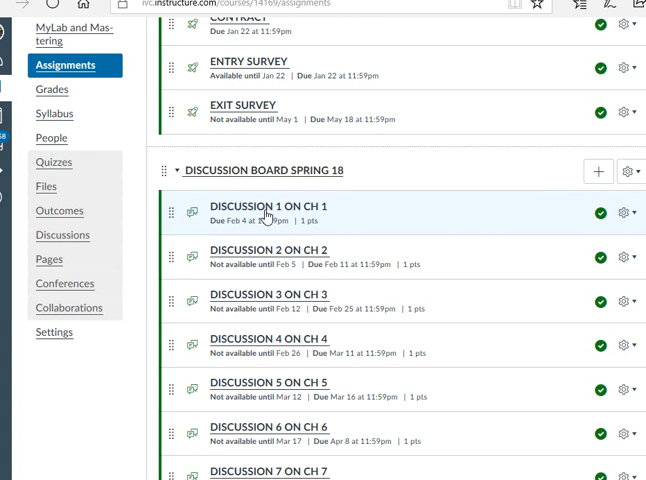 ivc.instructure.com/courses/14169/assignments
MyLab and Mas-
tering
Assignments
Grades
Syllabus
People
Quizzes
Files
Outcomes
Discussions
Pages
Conferences
Collaborations
Settings
CONTRACT
Due Jan 22 at 11:59pm
ENTRY SURVEY
Available until Jan 22 | Due Jan 22 at 11:59pm
EXIT SURVEY
Not available until May 1 | Due May 18 at 11:59pm
DISCUSSION BOARD SPRING 18
DISCUSSION 1 ON CH 1
Due Feb 4 at 9pm | 1 pts
DISCUSSION 2 ON CH 2
Not available until Feb 5 | Due Feb 11 at 11:59pm | 1 pts
DISCUSSION 3 ON CH 3
Not available until Feb 12 | Due Feb 25 at 11:59pm | 1 pts
DISCUSSION 4 ON CH 4
Not available until Feb 26 | Due Mar 11 at 11:59pm | 1 pts
DISCUSSION 5 ON CH 5
Not available until Mar 12 | Due Mar 16 at 11:59pm | 1 pts
DISCUSSION 6 ON CH 6
Not available until Mar 17 | Due Apr 8 at 11:59pm | 1 pts
DISCUSSION 7 ON CH 7